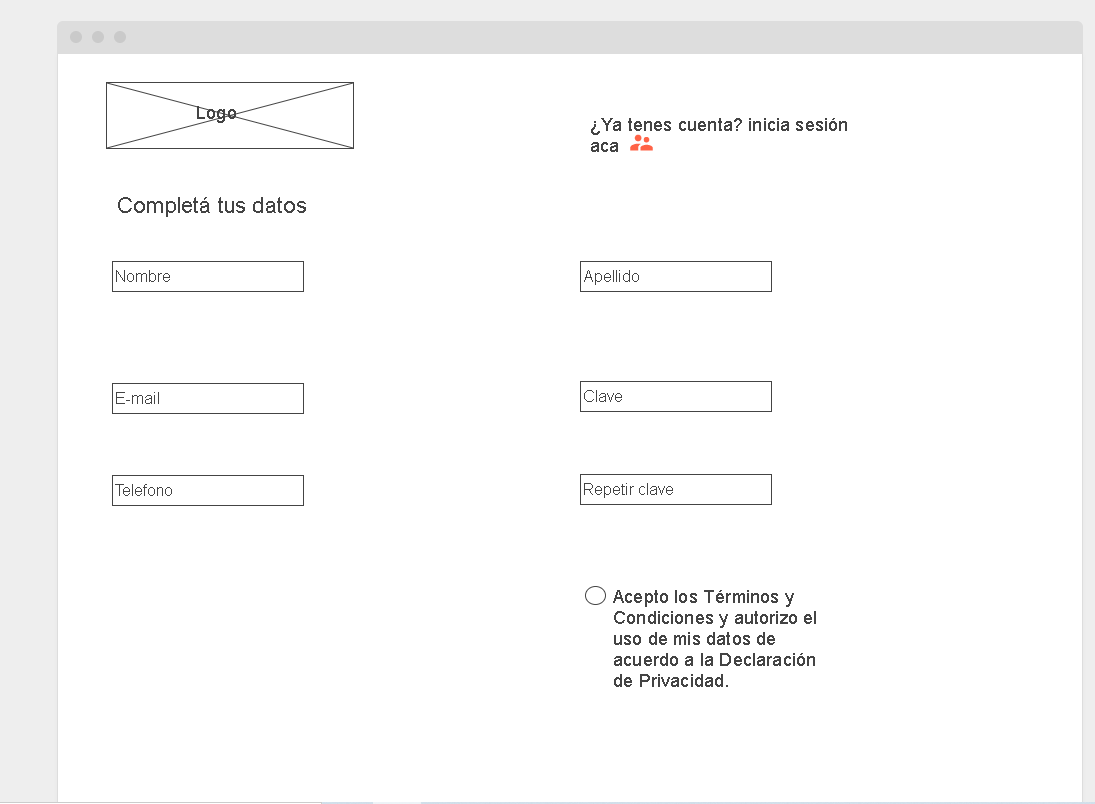 Logo
¿Ya tenes cuenta? inicia sesión
aca
Completá tus datos
Nombre
Apellido
E-mail
Clave
Telefono
Repetir clave
Acepto los Términos y
Condiciones y autorizo el
uso de mis datos de
acuerdo a la Declaración
de Privacidad.